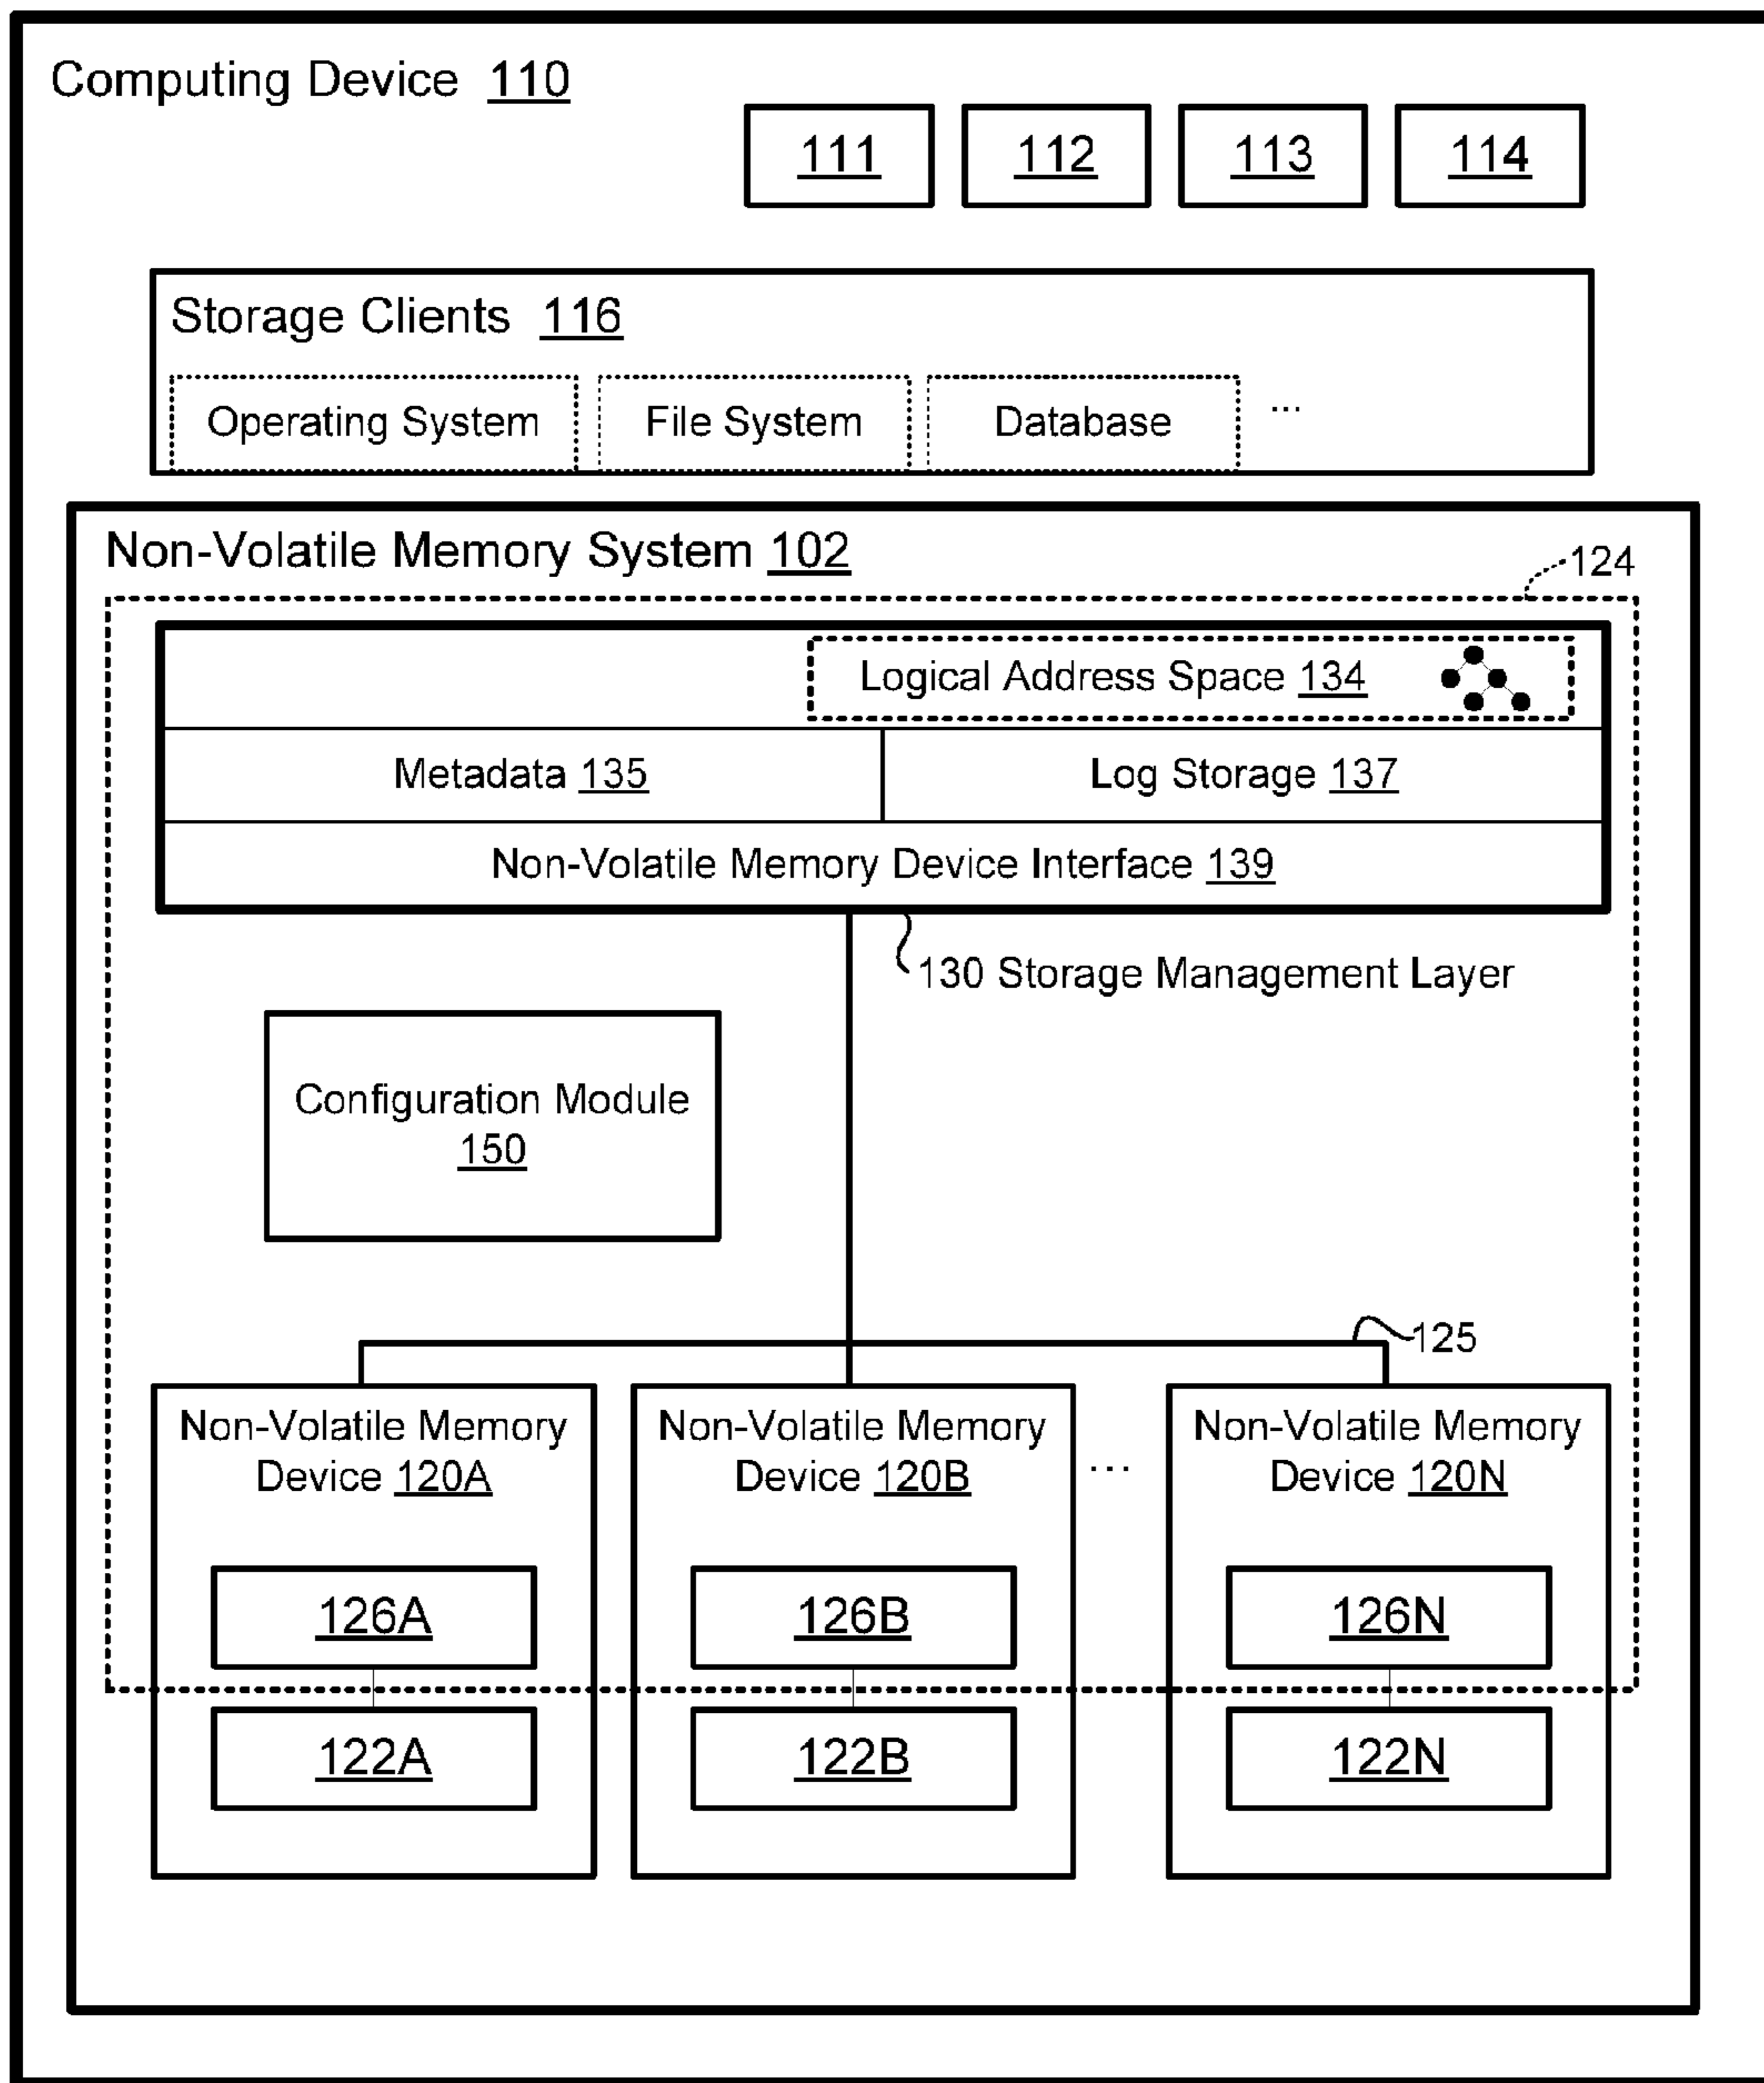 Computing Device 110
111 112 113 114
Storage Clients 116
Operating System File System Database ...
Non-Volatile Memory System 102
124
Logical Address Space 134
Metadata 135 Log Storage 137
Non-Volatile Memory Device Interface 139
130 Storage Management Layer
Configuration Module
150
125
Non-Volatile Memory
Device 120A
Non-Volatile Memory
Device 120B
...
Non-Volatile Memory
Device 120N
126A 126B 126N
122A 122B 122N